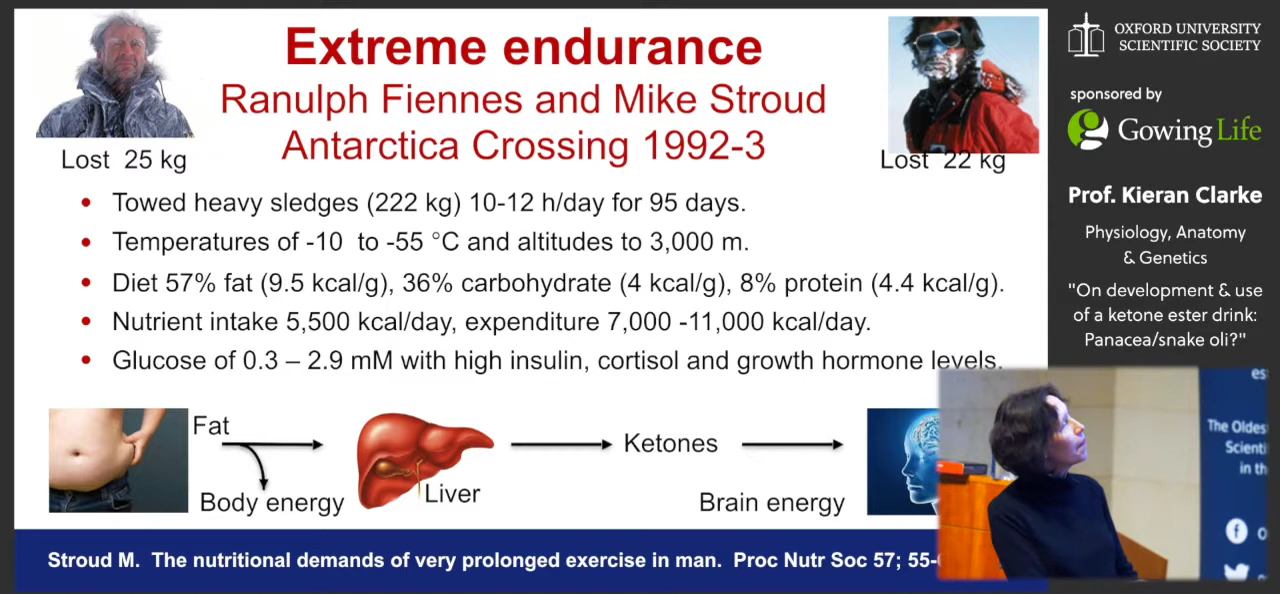 Extreme endurance
Ranulph Fiennes and Mike Stroud
Antarctica Crossing 1992-3
Lost 25 kg
Lost 22 kg
• Towed heavy sledges (222 kg) 10-12 h/day for 95 days.
• Temperatures of -10 to -55 °C and altitudes to 3,000 m.
• Diet 57% fat (9.5 kcal/g), 36% carbohydrate (4 kcal/g), 8% protein (4.4 kcal/g).
• Nutrient intake 5,500 kcal/day, expenditure 7,000 -11,000 kcal/day.
• Glucose of 0.3 – 2.9 mM with high insulin, cortisol and growth hormone levels.
Fat
Body energy
Liver
Ketones
Brain energy
Stroud M. The nutritional demands of very prolonged exercise in man. Proc Nutr Soc 57; 55-
OXFORD UNIVERSITY
SCIENTIFIC SOCIETY
sponsored by
Gowing Life
Prof. Kieran Clarke
Physiology, Anatomy
& Genetics
"On development & use
of a ketone ester drink:
Panacea/snake oli?"
es
The Oldes
Scienti
in th